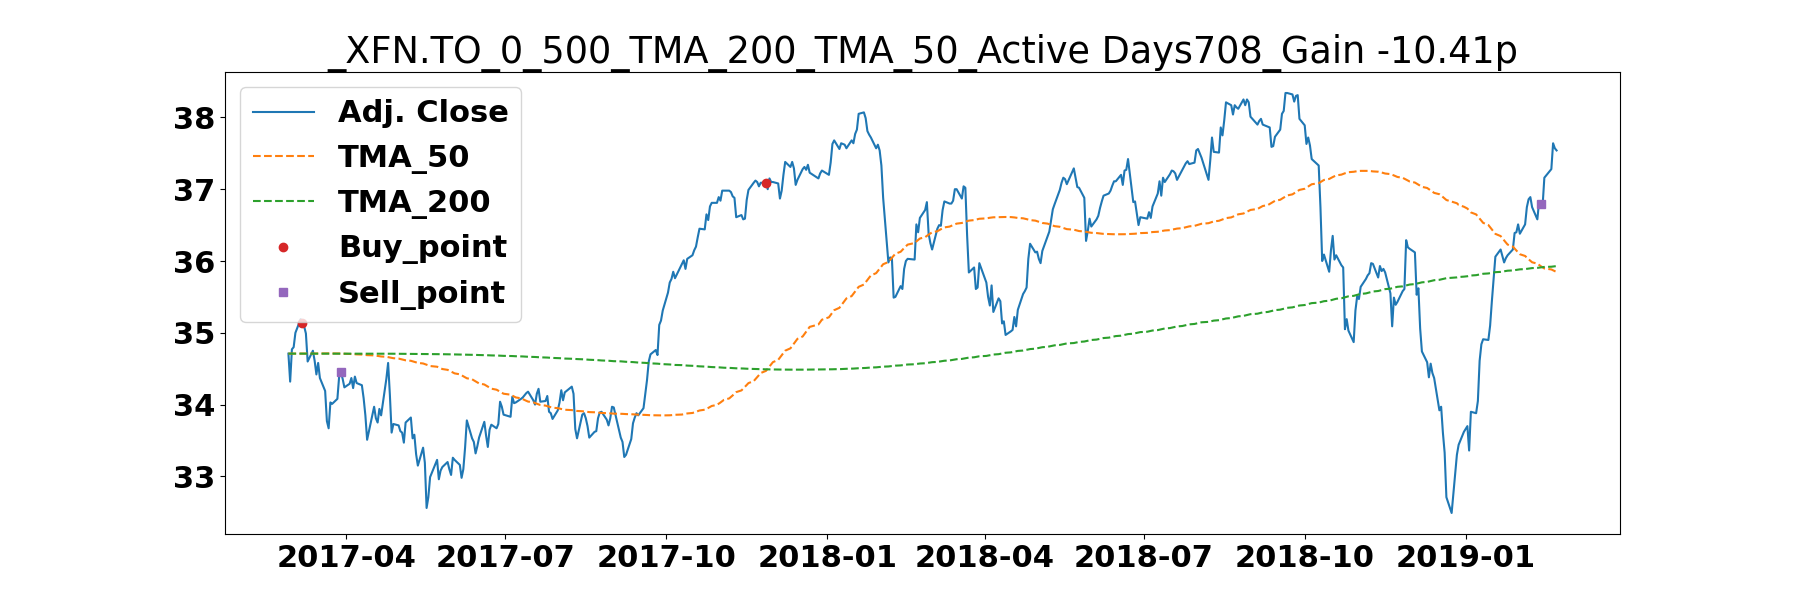 _XFN.TO_0_500_TMA_200_TMA_50_Active Days708_Gain -10.41p
Adj. Close
TMA_50
TMA_200
Buy_point
Sell_point
38
37
36
35
34
33
2017-04 2017-07 2017-10 2018-01 2018-04 2018-07 2018-10 2019-01